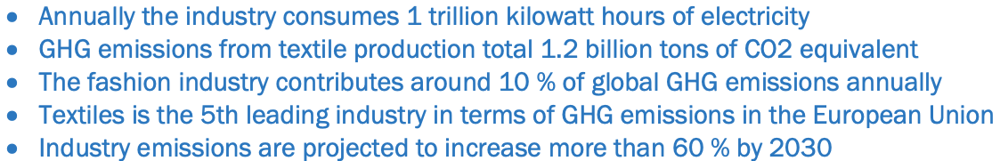 • Annually the industry consumes 1 trillion kilowatt hours of electricity
• GHG emissions from textile production total 1.2 billion tons of CO2 equivalent
• The fashion industry contributes around 10 % of global GHG emissions annually
• Textiles is the 5th leading industry in terms of GHG emissions in the European Union
• Industry emissions are projected to increase more than 60 % by 2030